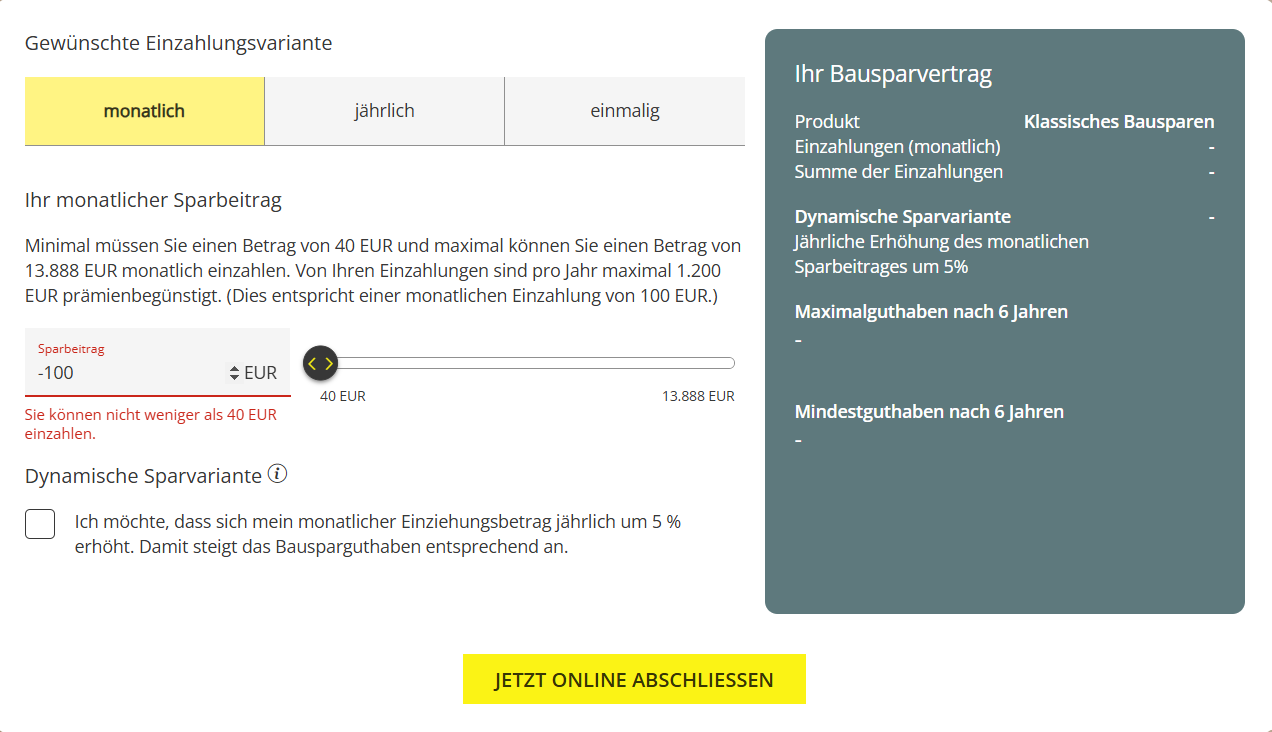 Gewünschte Einzahlungsvariante
monatlich
jährlich
einmalig
Ihr monatlicher Sparbeitrag
Minimal müssen Sie einen Betrag von 40 EUR und maximal können Sie einen Betrag von
13.888 EUR monatlich einzahlen. Von Ihren Einzahlungen sind pro Jahr maximal 1.200
EUR prämienbegünstigt. (Dies entspricht einer monatlichen Einzahlung von 100 EUR.)
Sparbeitrag
-100 EUR
40 EUR
13.888 EUR
Sie können nicht weniger als 40 EUR
einzahlen.
Dynamische Sparvariante i
Ich möchte, dass sich mein monatlicher Einziehungsbetrag jährlich um 5 %
erhöht. Damit steigt das Bausparguthaben entsprechend an.
Ihr Bausparvertrag
Produkt Klassisches Bausparen
Einzahlungen (monatlich) -
Summe der Einzahlungen -
Dynamische Sparvariante -
Jährliche Erhöhung des monatlichen
Sparbeitrages um 5%
Maximalguthaben nach 6 Jahren
-
Mindestguthaben nach 6 Jahren
-
JETZT ONLINE ABSCHLIESSEN